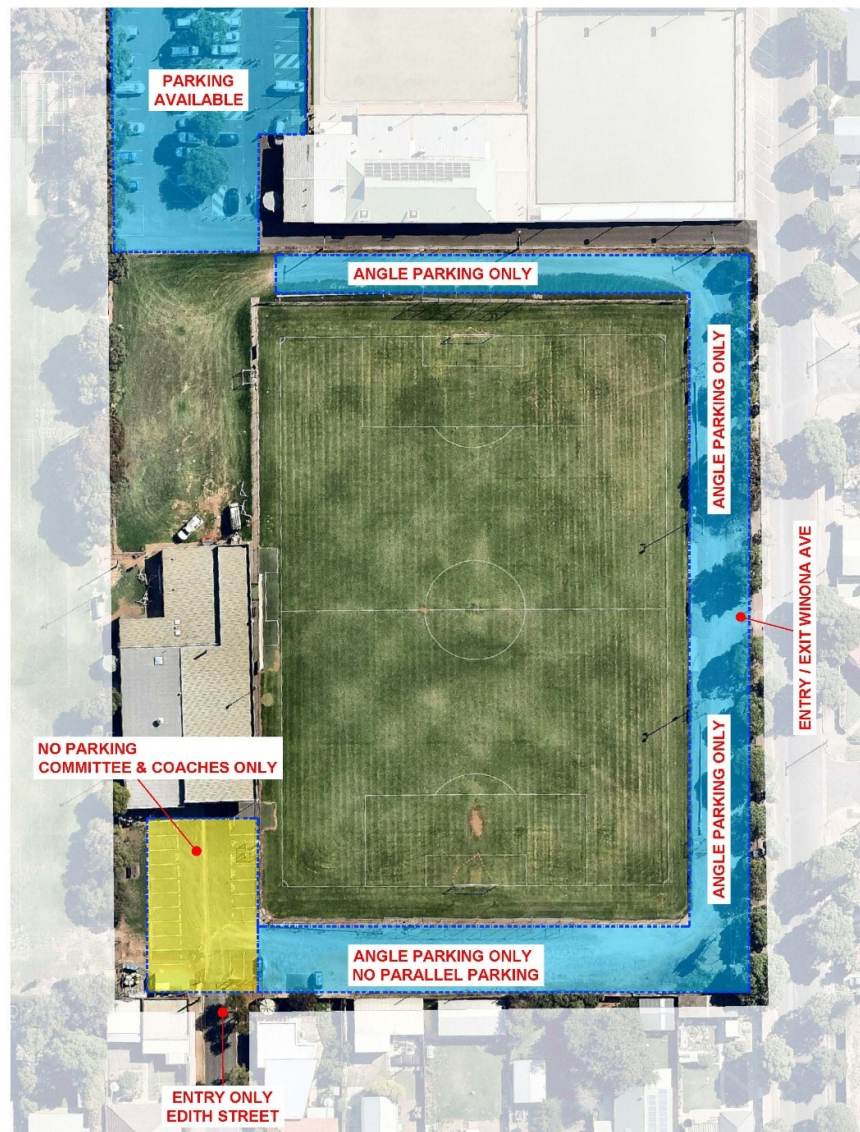 PARKING
AVAILABLE
ANGLE PARKING ONLY
ANGLE PARKING ONLY
ENTRY / EXIT WINONA AVE
NO PARKING
COMMITTEE & COACHES ONLY
ANGLE PARKING ONLY
ANGLE PARKING ONLY
NO PARALLEL PARKING
ENTRY ONLY
EDITH STREET